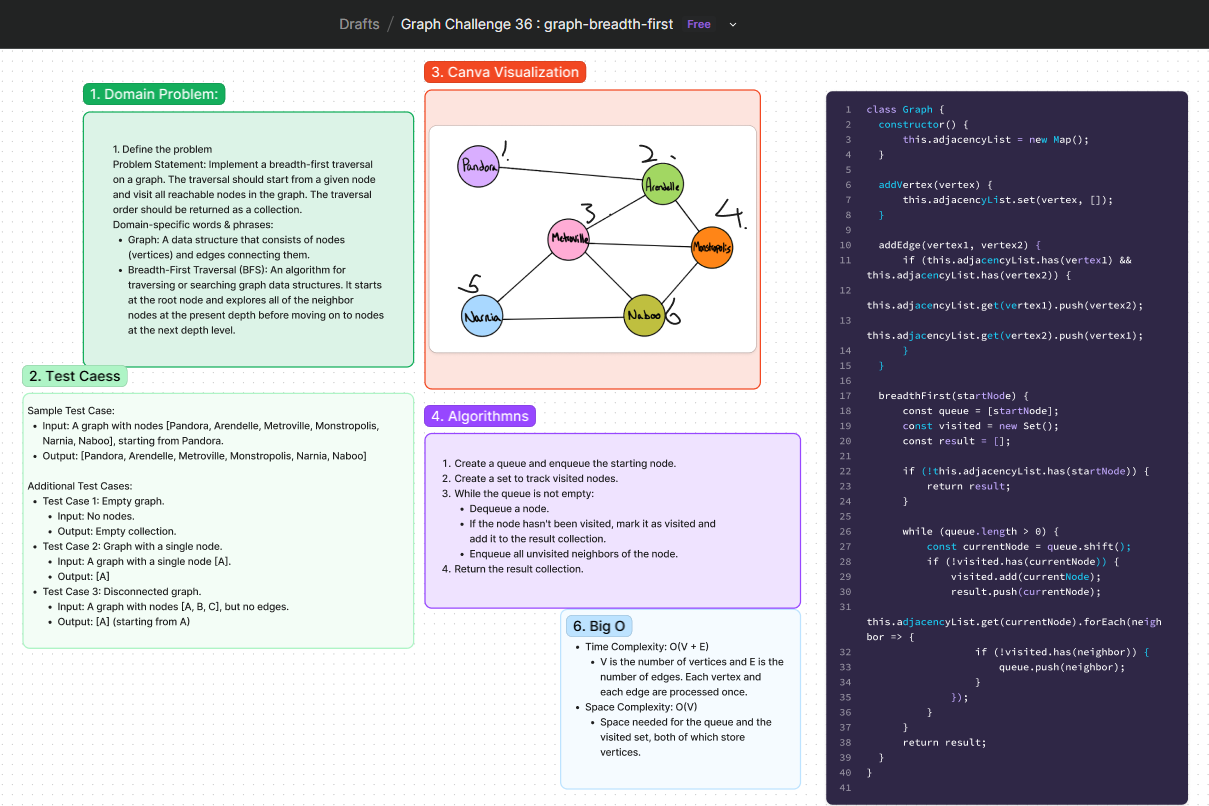 Drafts / Graph Challenge 36 : graph-breadth-first Free
1. Domain Problem:
1. Define the problem
Problem Statement: Implement a breadth-first traversal
on a graph. The traversal should start from a given node
and visit all reachable nodes in the graph. The traversal
order should be returned as a collection.
Domain-specific words & phrases:
• Graph: A data structure that consists of nodes
(vertices) and edges connecting them.
• Breadth-First Traversal (BFS): An algorithm for
traversing or searching graph data structures. It starts
at the root node and explores all of the neighbor
nodes at the present depth before moving on to nodes
at the next depth level.
2. Test Caess
Sample Test Case:
• Input: A graph with nodes [Pandora, Arendelle, Metroville, Monstropolis,
Narnia, Naboo], starting from Pandora.
• Output: [Pandora, Arendelle, Metroville, Monstropolis, Narnia, Naboo]
Additional Test Cases:
• Test Case 1: Empty graph.
• Input: No nodes.
• Output: Empty collection.
• Test Case 2: Graph with a single node.
• Input: A graph with a single node [A].
• Output: [A]
• Test Case 3: Disconnected graph.
• Input: A graph with nodes [A, B, C], but no edges.
• Output: [A] (starting from A)
3. Canva Visualization
Pandora
1.
2.
Arendelle
3.
Metroville
4.
Monstropolis
5
Narnia
Naboo
6
4. Algorithmns
1. Create a queue and enqueue the starting node.
2. Create a set to track visited nodes.
3. While the queue is not empty:
• Dequeue a node.
• If the node hasn't been visited, mark it as visited and
add it to the result collection.
• Enqueue all unvisited neighbors of the node.
4. Return the result collection.
6. Big O
• Time Complexity: O(V + E)
• V is the number of vertices and E is the
number of edges. Each vertex and
each edge are processed once.
• Space Complexity: O(V)
• Space needed for the queue and the
visited set, both of which store
vertices.
1 class Graph {
2 constructor() {
3 this.adjacencyList = new Map();
4 }
5
6 addVertex(vertex) {
7 this.adjacencyList.set(vertex, []);
8 }
9
10 addEdge(vertex1, vertex2) {
11 if (this.adjacencyList.has(vertex1) &&
this.adjacencyList.has(vertex2)) {
12
this.adjacencyList.get(vertex1).push(vertex2);
13
this.adjacencyList.get(vertex2).push(vertex1);
14 }
15 }
16
17 breadthFirst(startNode) {
18 const queue = [startNode];
19 const visited = new Set();
20 const result = [];
21
22 if (!this.adjacencyList.has(startNode)) {
23 return result;
24 }
25
26 while (queue.length > 0) {
27 const currentNode = queue.shift();
28 if (!visited.has(currentNode)) {
29 visited.add(currentNode);
30 result.push(currentNode);
31
this.adjacencyList.get(currentNode).forEach(neigh
bor => {
32 if (!visited.has(neighbor)) {
33 queue.push(neighbor);
34 }
35 });
36 }
37 }
38 return result;
39 }
40 }
41